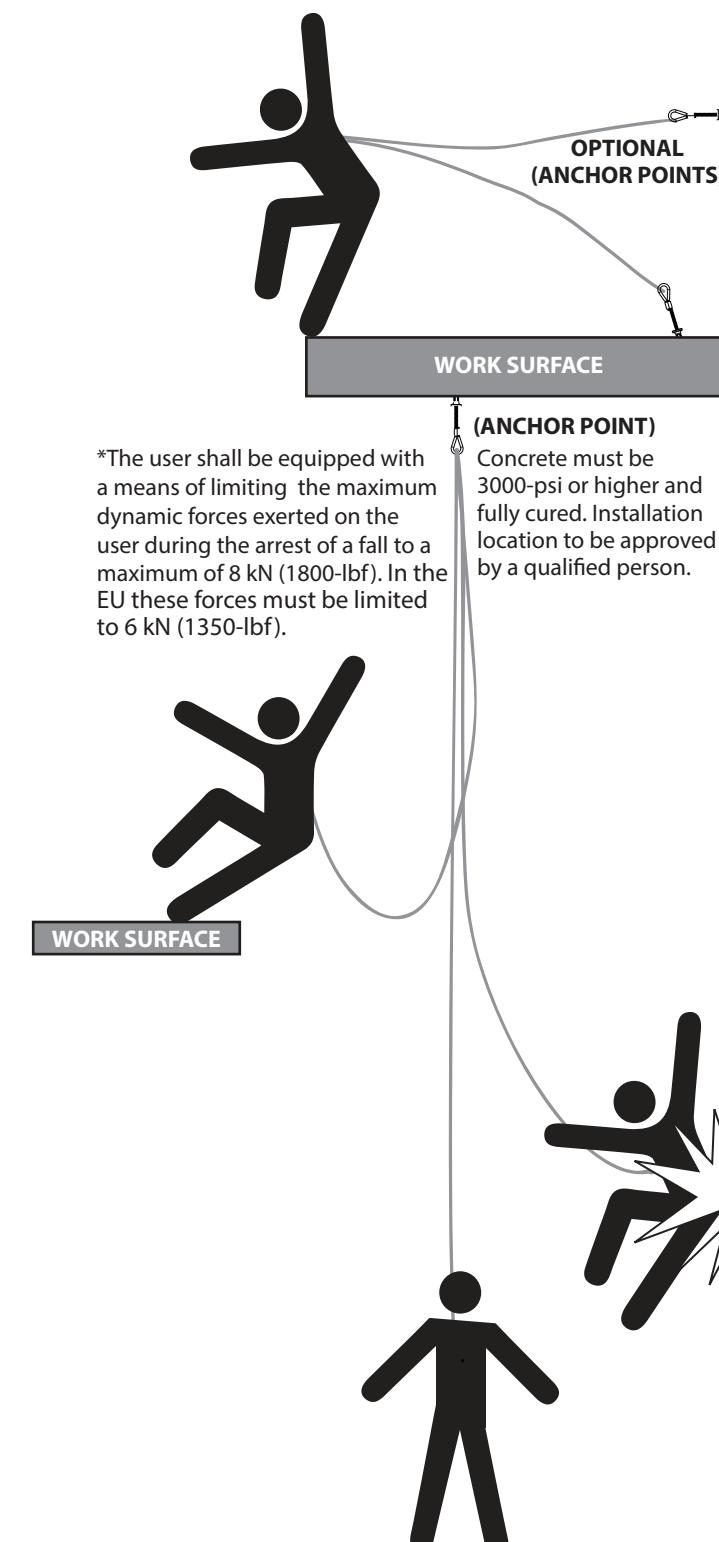 OPTIONAL
(ANCHOR POINTS
WORK SURFACE
(ANCHOR POINT)
Concrete must be
3000-psi or higher and
fully cured. Installation
location to be approved
by a qualified person.
*The user shall be equipped with
a means of limiting the maximum
dynamic forces exerted on the
user during the arrest of a fall to a
maximum of 8 kN (1800-lbf). In the
EU these forces must be limited
to 6 kN (1350-lbf).
WORK SURFACE